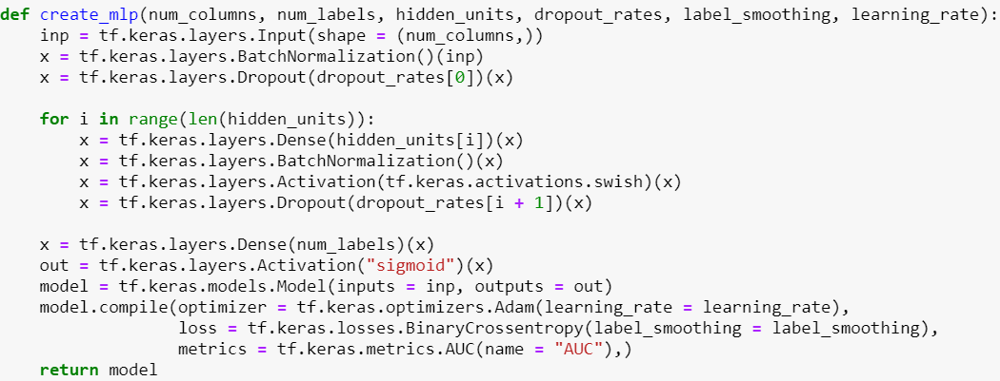 def create_mlp(num_columns, num_labels, hidden_units, dropout_rates, label_smoothing, learning_rate):
    inp = tf.keras.layers.Input(shape = (num_columns,))
    x = tf.keras.layers.BatchNormalization()(inp)
    x = tf.keras.layers.Dropout(dropout_rates[0])(x)

    for i in range(len(hidden_units)):
        x = tf.keras.layers.Dense(hidden_units[i])(x)
        x = tf.keras.layers.BatchNormalization()(x)
        x = tf.keras.layers.Activation(tf.keras.activations.swish)(x)
        x = tf.keras.layers.Dropout(dropout_rates[i + 1])(x)

    x = tf.keras.layers.Dense(num_labels)(x)
    out = tf.keras.layers.Activation("sigmoid")(x)
    model = tf.keras.models.Model(inputs = inp, outputs = out)
    model.compile(optimizer = tf.keras.optimizers.Adam(learning_rate = learning_rate),
                  loss = tf.keras.losses.BinaryCrossentropy(label_smoothing = label_smoothing),
                  metrics = tf.keras.metrics.AUC(name = "AUC"),)
    return model